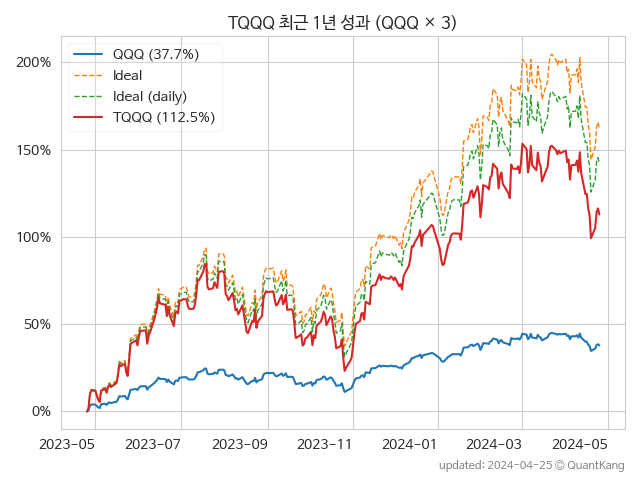 TQQQ 최근 1년 성과 (QQQ × 3)
QQQ (37.7%)
Ideal
Ideal (daily)
TQQQ (112.5%)
200%
150%
100%
50%
0%
2023-05 2023-07 2023-09 2023-11 2024-01 2024-03 2024-05
updated: 2024-04-25 © QuantKang